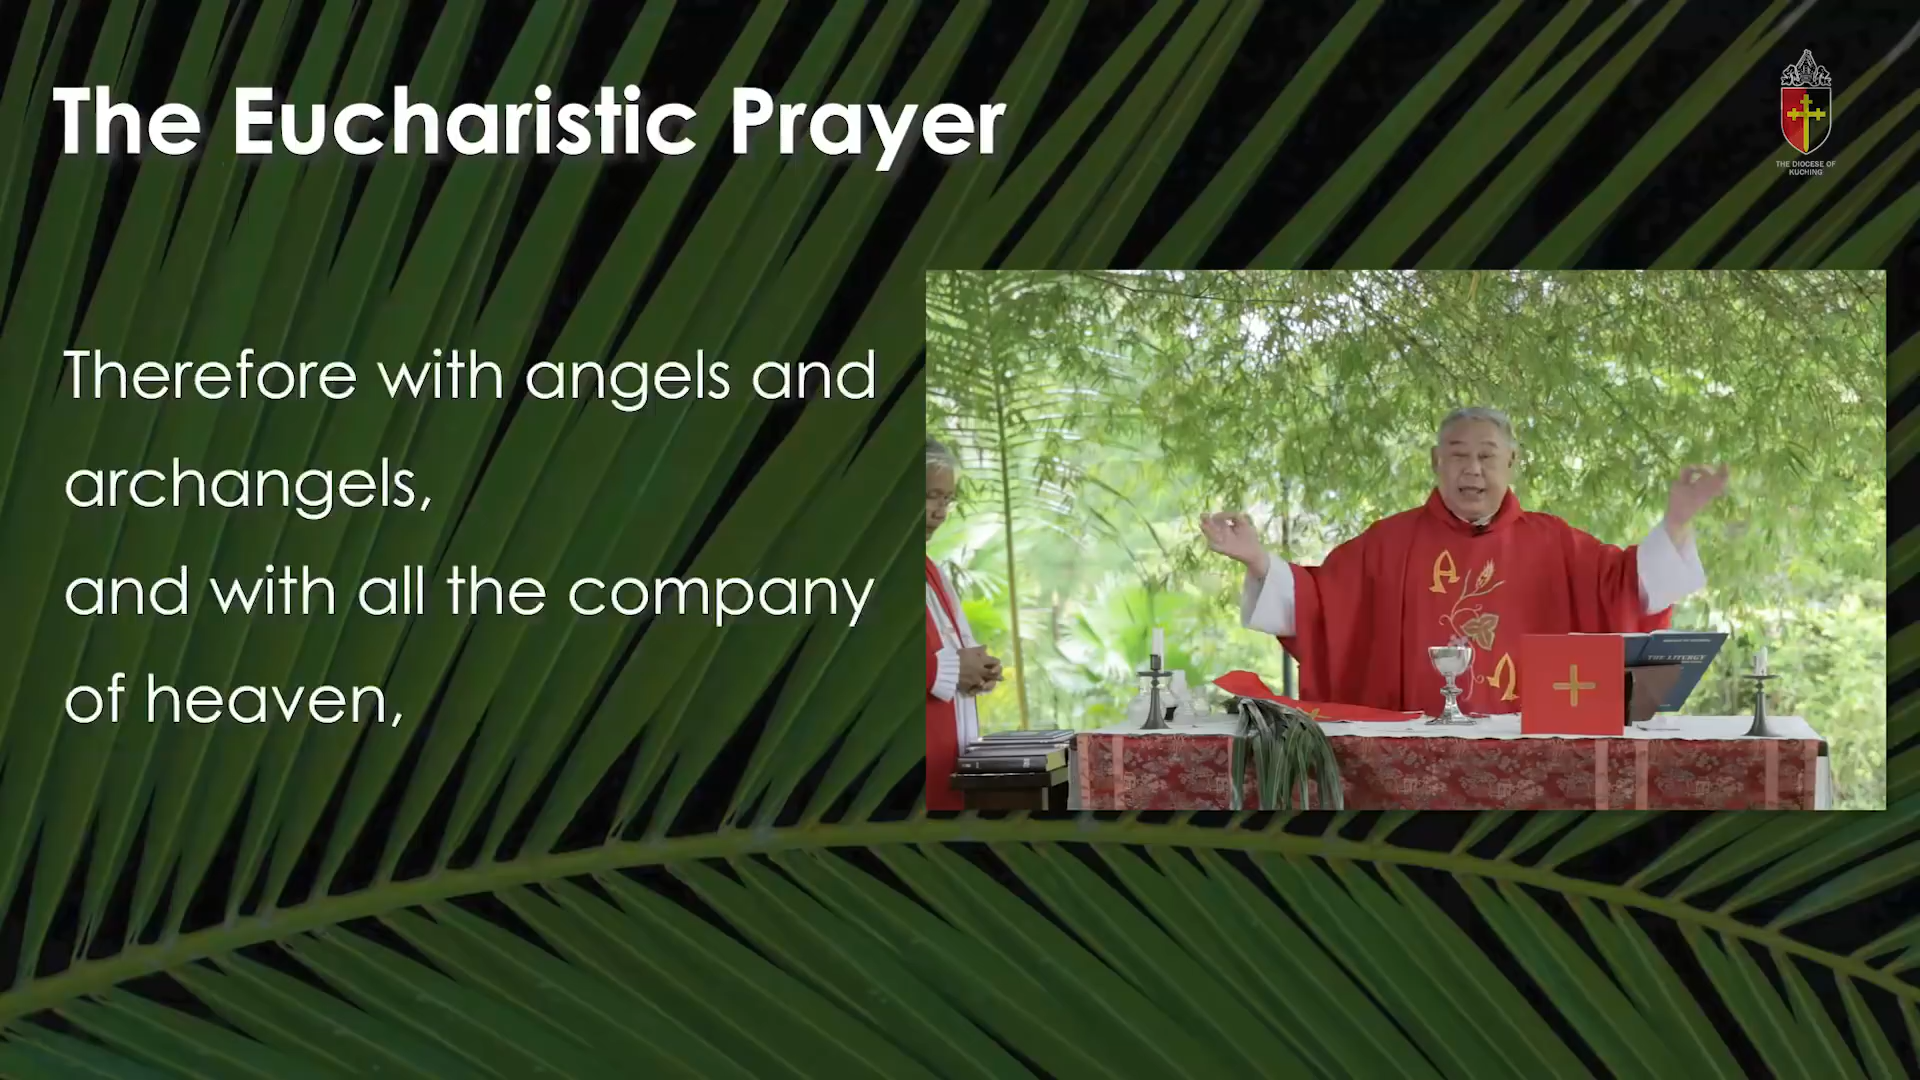 The Eucharistic Prayer
THE DIOCESE OF
KUCHING
Therefore with angels and
archangels,
and with all the company
of heaven,
A
Ω
THE LITURGY